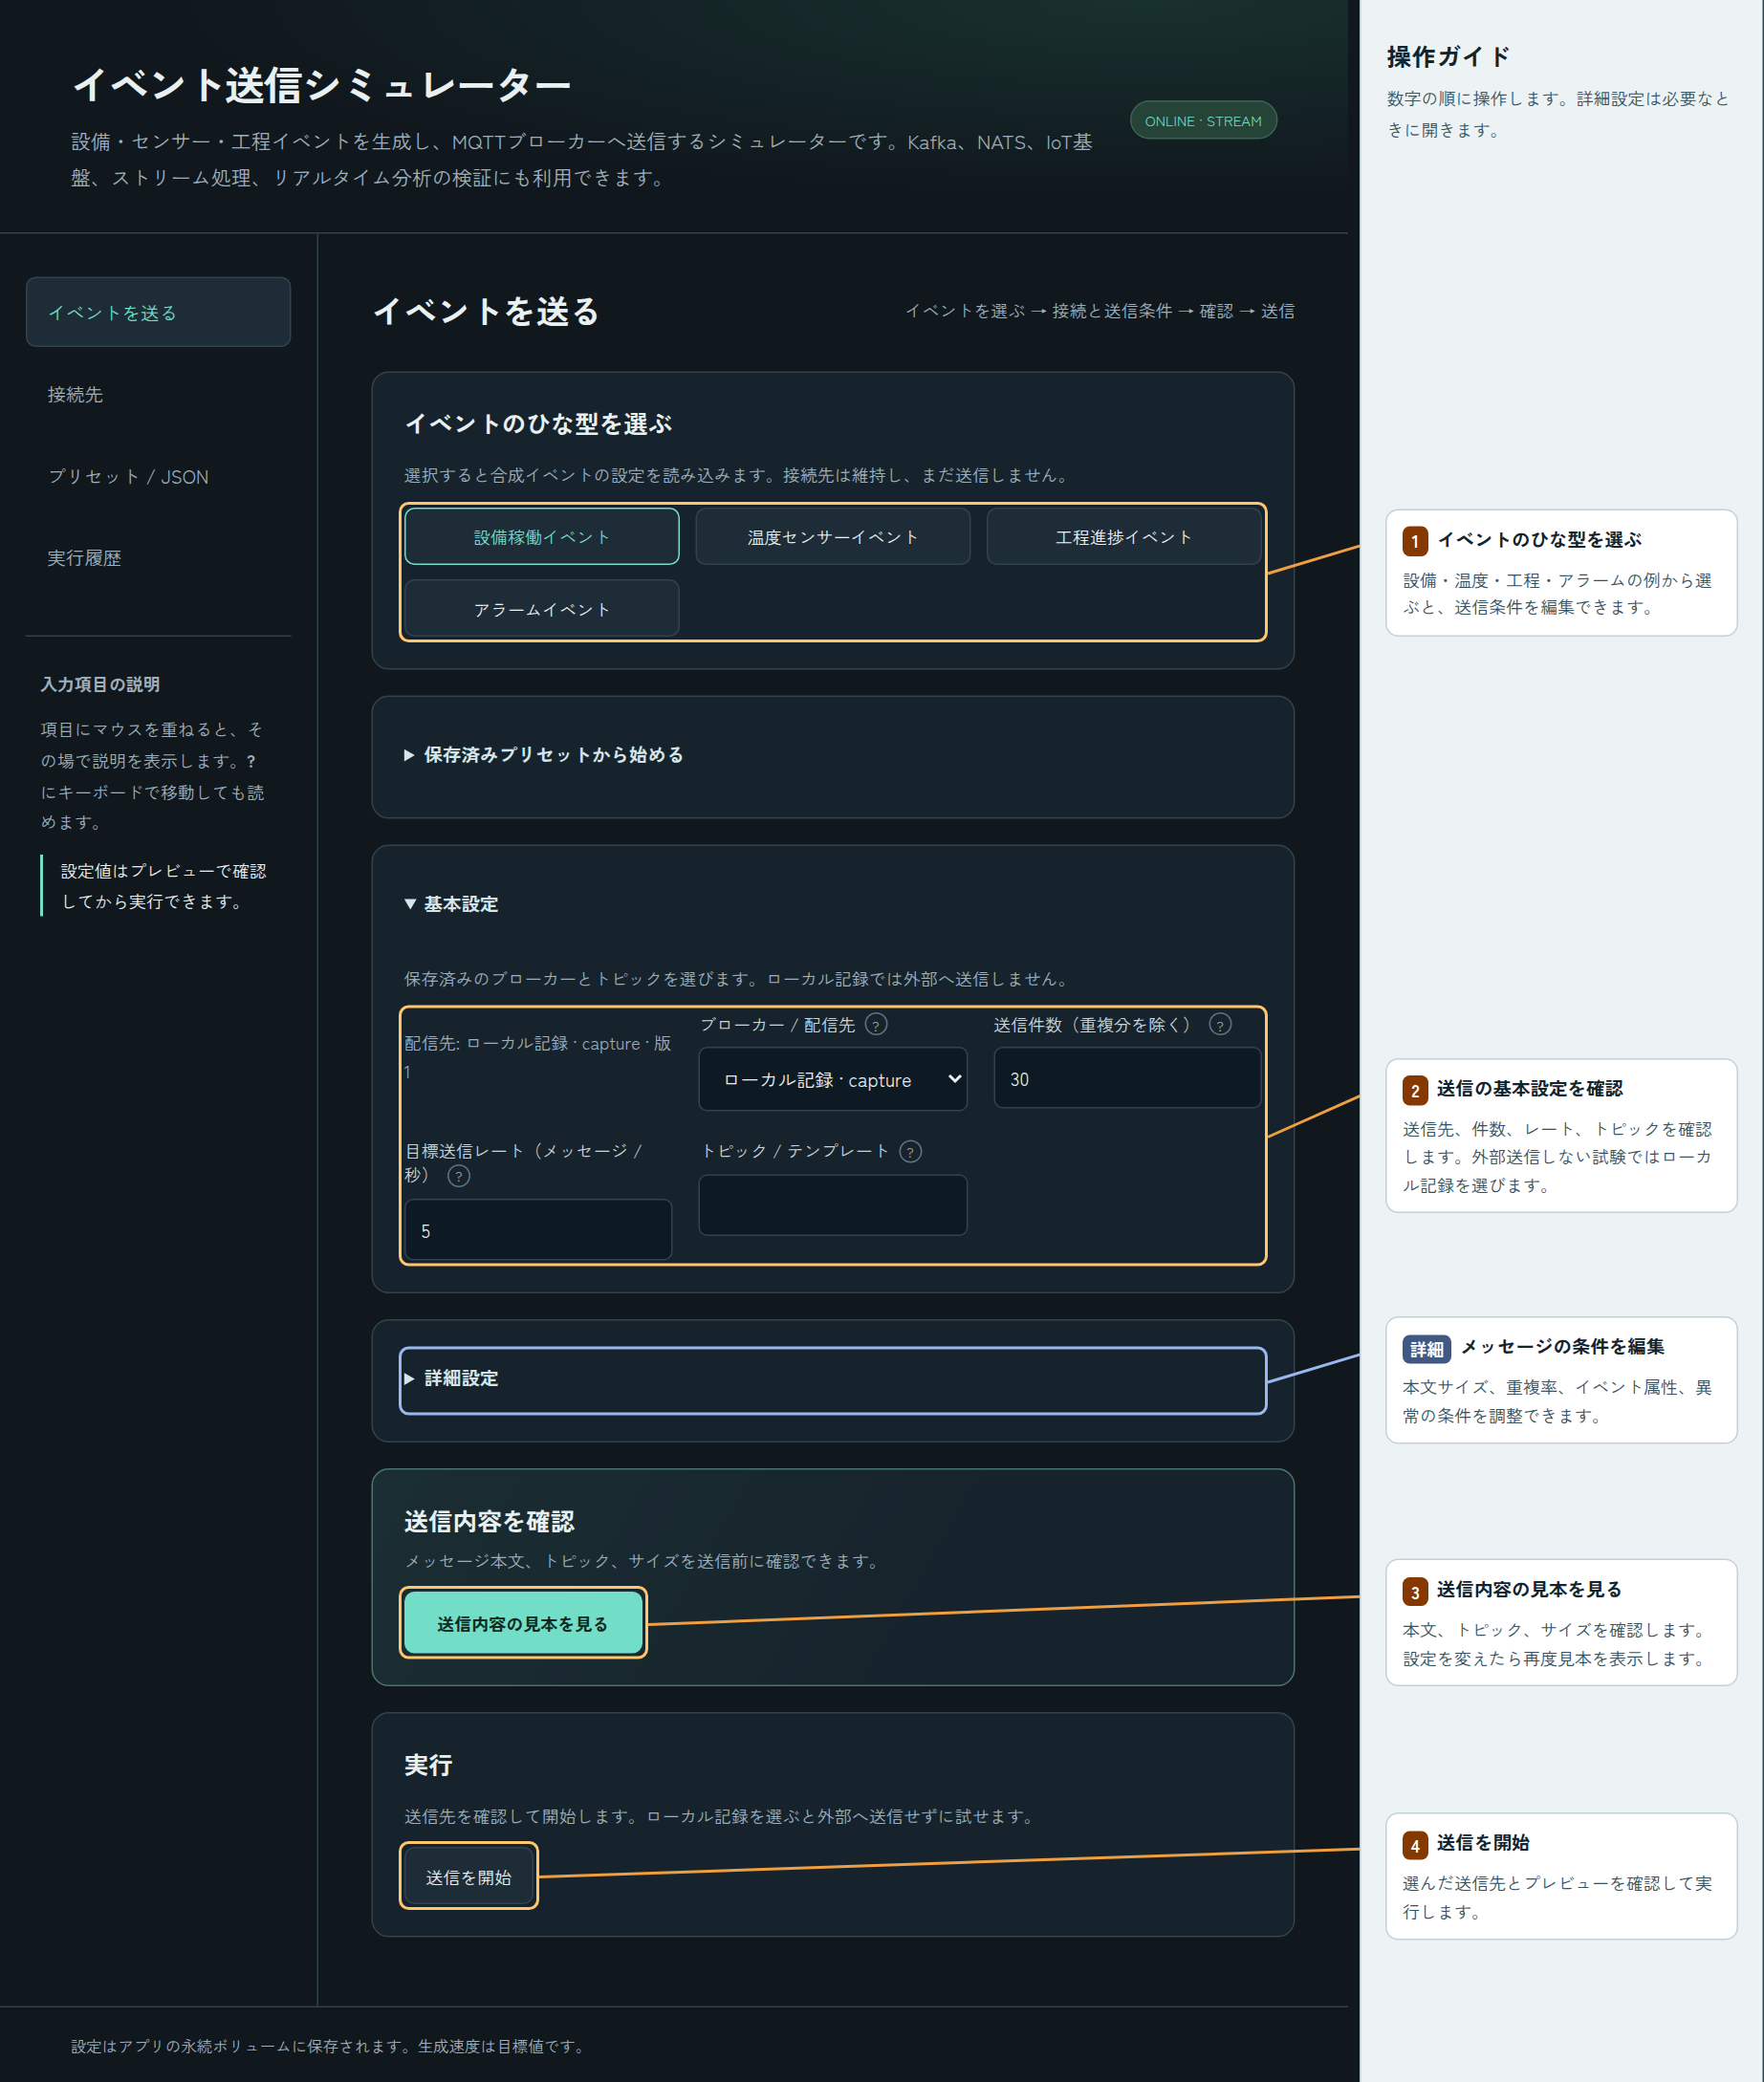 イベント送信シミュレーター
設備・センサー・工程イベントを生成し、MQTTブローカーへ送信するシミュレーターです。Kafka、NATS、IoT基
盤、ストリーム処理、リアルタイム分析の検証にも利用できます。
ONLINE · STREAM
イベントを送る
接続先
プリセット / JSON
実行履歴
入力項目の説明
項目にマウスを重ねると、そ
の場で説明を表示します。?
にキーボードで移動しても読
めます。
設定値はプレビューで確認
してから実行できます。
イベントを送る
イベントを選ぶ → 接続と送信条件 → 確認 → 送信
イベントのひな型を選ぶ
選択すると合成イベントの設定を読み込みます。接続先は維持し、まだ送信しません。
設備稼働イベント
温度センサーイベント
工程進捗イベント
アラームイベント
▶ 保存済みプリセットから始める
▼ 基本設定
保存済みのブローカーとトピックを選びます。ローカル記録では外部へ送信しません。
配信先: ローカル記録 · capture · 版
1
ブローカー / 配信先 ?
ローカル記録 · capture
送信件数（重複分を除く） ?
30
目標送信レート（メッセージ /
秒） ?
5
トピック / テンプレート ?
▶ 詳細設定
送信内容を確認
メッセージ本文、トピック、サイズを送信前に確認できます。
送信内容の見本を見る
実行
送信先を確認して開始します。ローカル記録を選ぶと外部へ送信せずに試せます。
送信を開始
設定はアプリの永続ボリュームに保存されます。生成速度は目標値です。
操作ガイド
数字の順に操作します。詳細設定は必要なと
きに開きます。
1 イベントのひな型を選ぶ
設備・温度・工程・アラームの例から選
ぶと、送信条件を編集できます。
2 送信の基本設定を確認
送信先、件数、レート、トピックを確認
します。外部送信しない試験ではローカ
ル記録を選びます。
詳細 メッセージの条件を編集
本文サイズ、重複率、イベント属性、異
常の条件を調整できます。
3 送信内容の見本を見る
本文、トピック、サイズを確認します。
設定を変えたら再度見本を表示します。
4 送信を開始
選んだ送信先とプレビューを確認して実
行します。